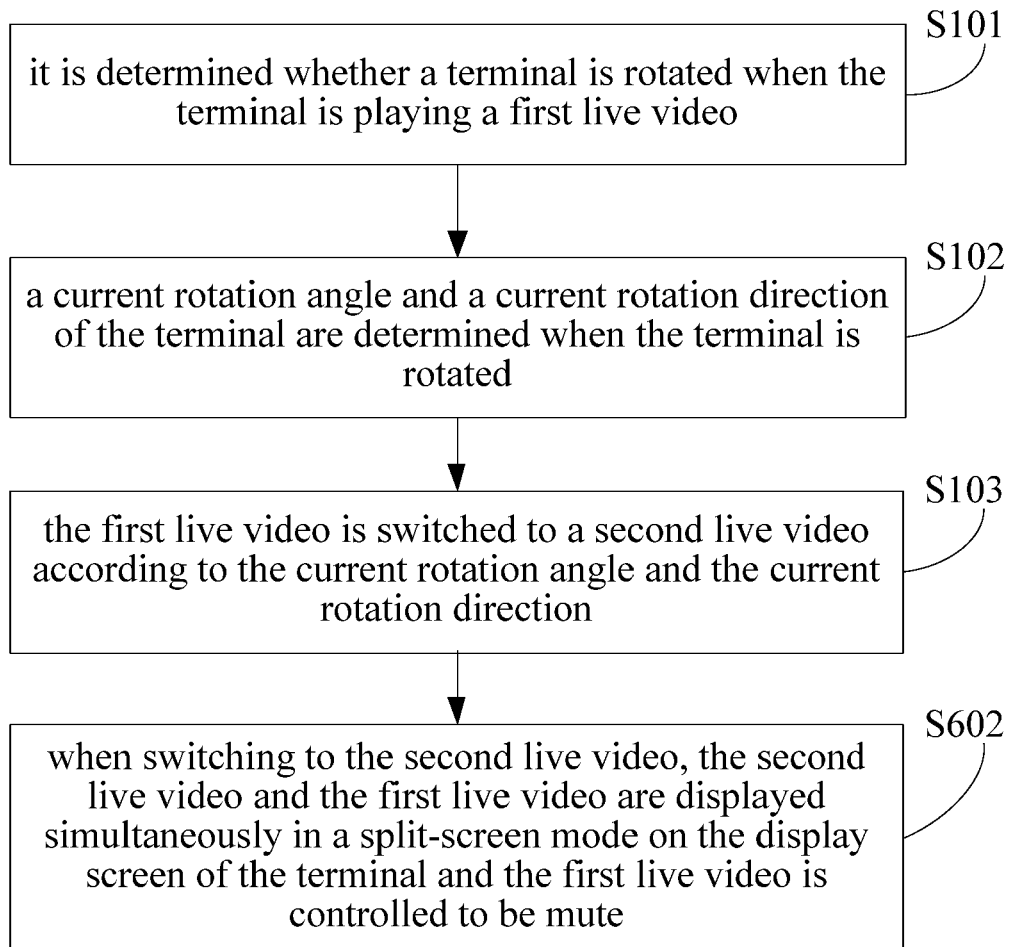 S101
it is determined whether a terminal is rotated when the
terminal is playing a first live video
S102
a current rotation angle and a current rotation direction
of the terminal are determined when the terminal is
rotated
S103
the first live video is switched to a second live video
according to the current rotation angle and the current
rotation direction
S602
when switching to the second live video, the second
live video and the first live video are displayed
simultaneously in a split-screen mode on the display
screen of the terminal and the first live video is
controlled to be mute